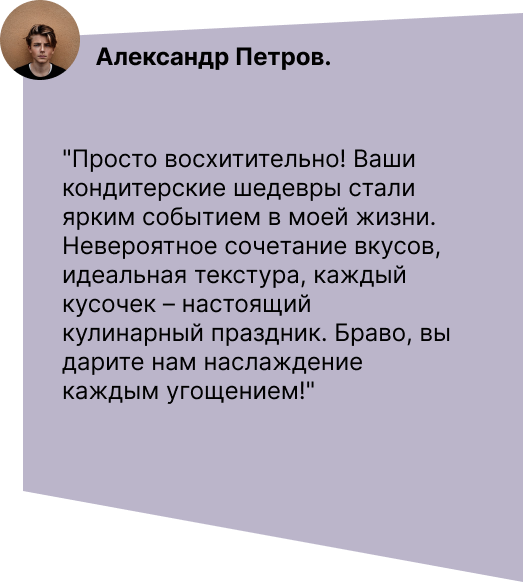 Александр Петров.
"Просто восхитительно! Ваши
кондитерские шедевры стали
ярким событием в моей жизни.
Невероятное сочетание вкусов,
идеальная текстура, каждый
кусочек – настоящий
кулинарный праздник. Браво, вы
дарите нам наслаждение
каждым угощением!"